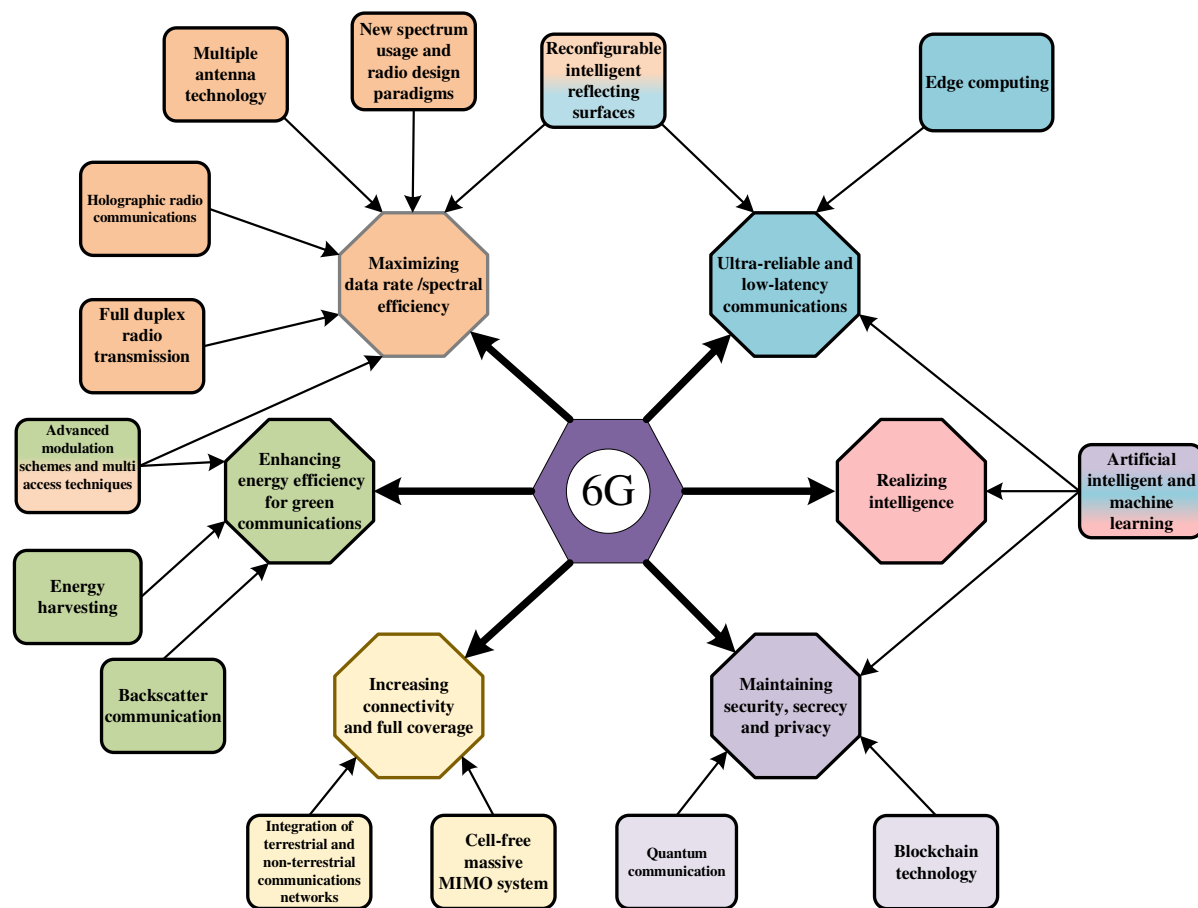 Multiple
antenna
technology
New spectrum
usage and
radio design
paradigms
Reconfigurable
intelligent
reflecting
surfaces
Edge computing
Holographic radio
communications
Maximizing
data rate /spectral
efficiency
Ultra-reliable and
low-latency
communications
Full duplex
radio
transmission
Advanced
modulation
schemes and multi
access techniques
Enhancing
energy efficiency
for green
communications
6G
Realizing
intelligence
Artificial
intelligent and
machine
learning
Energy
harvesting
Backscatter
communication
Increasing
connectivity
and full coverage
Maintaining
security, secrecy
and privacy
Integration of
terrestrial and
non-terrestrial
communications
networks
Cell-free
massive
MIMO system
Quantum
communication
Blockchain
technology